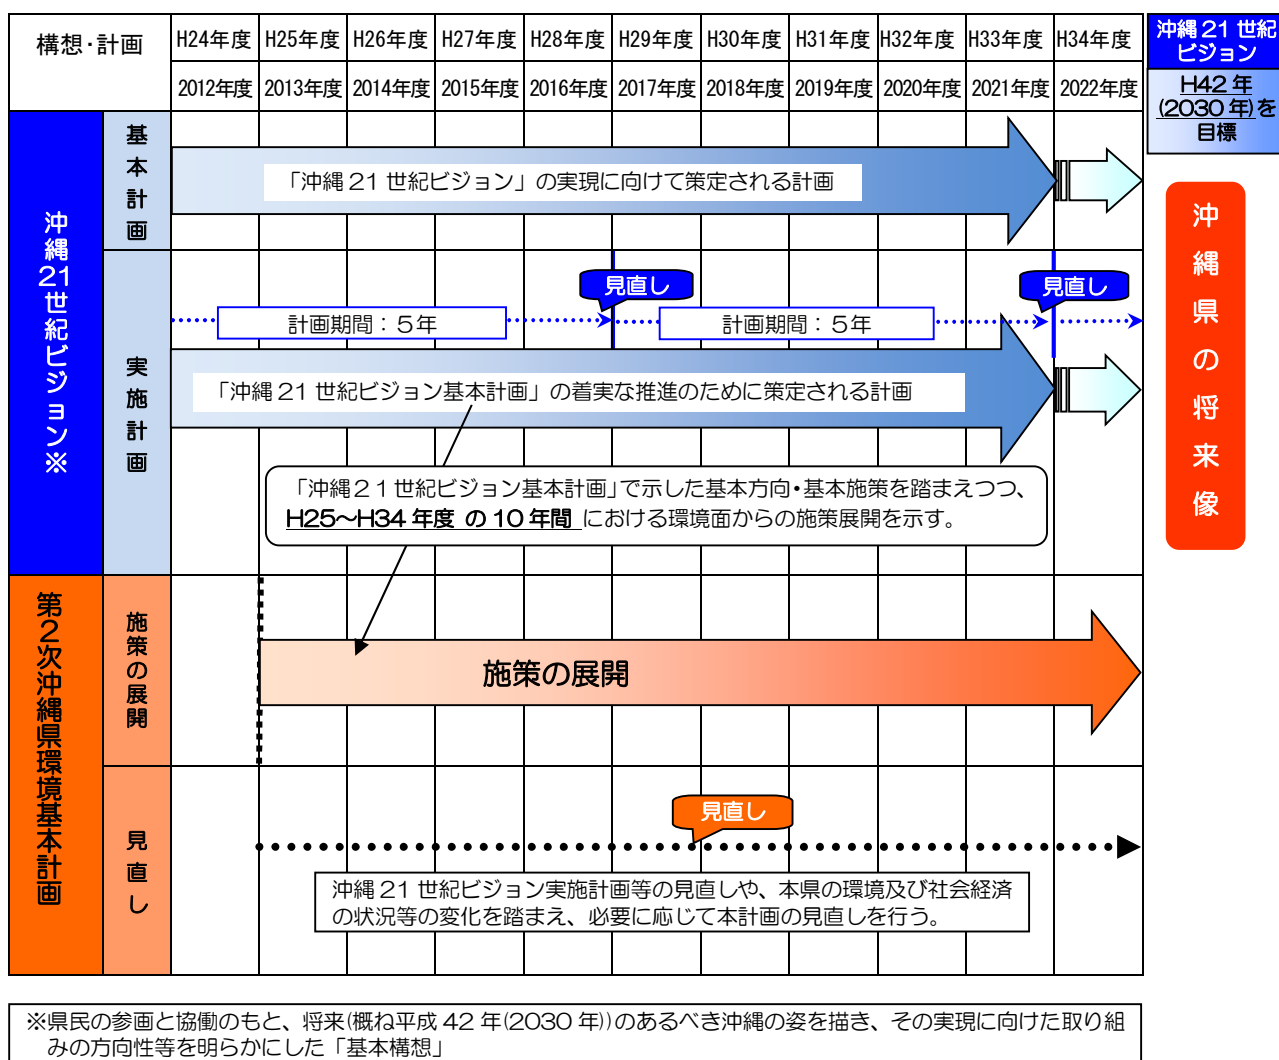 構想・計画
H24年度 H25年度 H26年度 H27年度 H28年度 H29年度 H30年度 H31年度 H32年度 H33年度 H34年度
2012年度 2013年度 2014年度 2015年度 2016年度 2017年度 2018年度 2019年度 2020年度 2021年度 2022年度
沖縄21世紀
ビジョン
H42年
(2030年)を
目標
沖縄県の将来像
沖縄21世紀ビジョン※
基本計画
「沖縄21世紀ビジョン」の実現に向けて策定される計画
実施計画
見直し
見直し
計画期間：５年
計画期間：５年
「沖縄21世紀ビジョン基本計画」の着実な推進のために策定される計画
「沖縄２１世紀ビジョン基本計画」で示した基本方向・基本施策を踏まえつつ、
H25～H34年度 の10年間 における環境面からの施策展開を示す。
第２次沖縄県環境基本計画
施策の展開
施策の展開
見直し
見直し
沖縄21世紀ビジョン実施計画等の見直しや、本県の環境及び社会経済
の状況等の変化を踏まえ、必要に応じて本計画の見直しを行う。
※県民の参画と協働のもと、将来(概ね平成42年(2030年))のあるべき沖縄の姿を描き、その実現に向けた取り組
みの方向性等を明らかにした「基本構想」